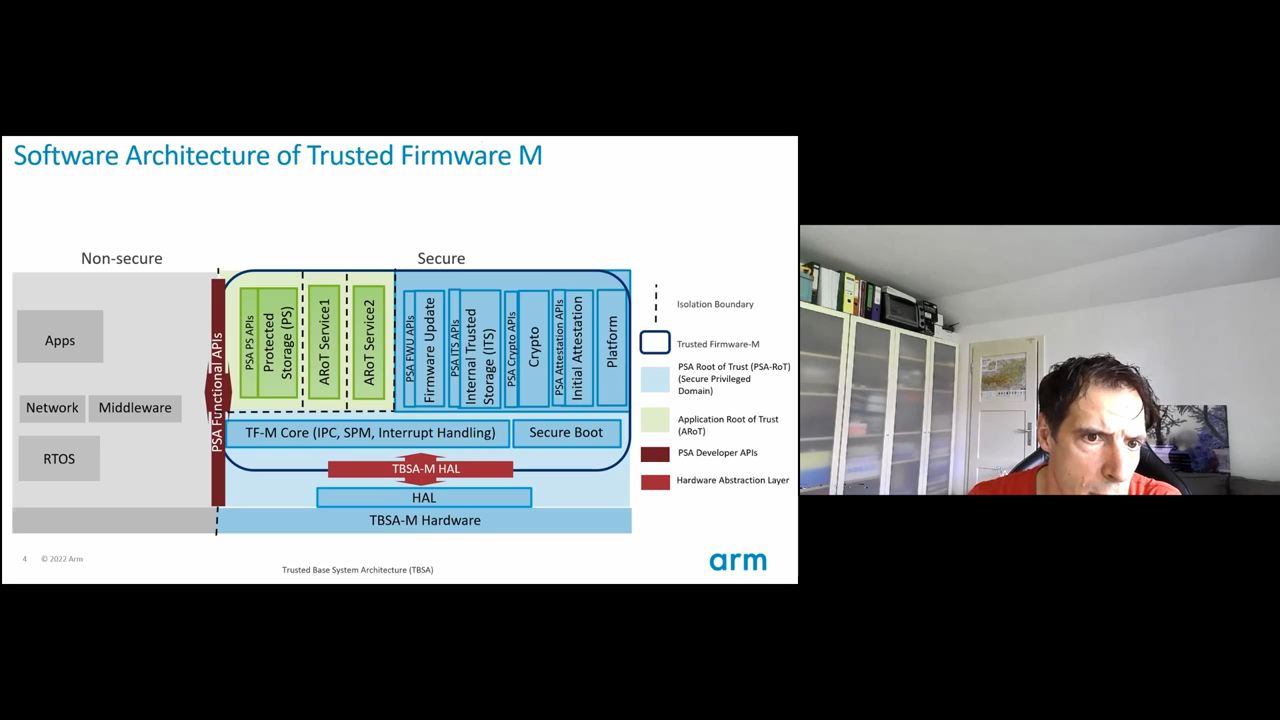 Software Architecture of Trusted Firmware M
Non-secure
Secure
Apps
Network
Middleware
RTOS
PSA Functional APIs
PSA PS APIs
Protected
Storage (PS)
ARoT Service1
ARoT Service2
PSA FWU APIs
Firmware Update
PSA ITS APIs
Internal Trusted
Storage (ITS)
PSA Crypto APIs
Crypto
PSA Attestation APIs
Initial Attestation
Platform
TF-M Core (IPC, SPM, Interrupt Handling)
Secure Boot
TBSA-M HAL
HAL
TBSA-M Hardware
Isolation Boundary
Trusted Firmware-M
PSA Root of Trust (PSA-RoT)
(Secure Privileged
Domain)
Application Root of Trust
(ARoT)
PSA Developer APIs
Hardware Abstraction Layer
4 © 2022 Arm
Trusted Base System Architecture (TBSA)
arm